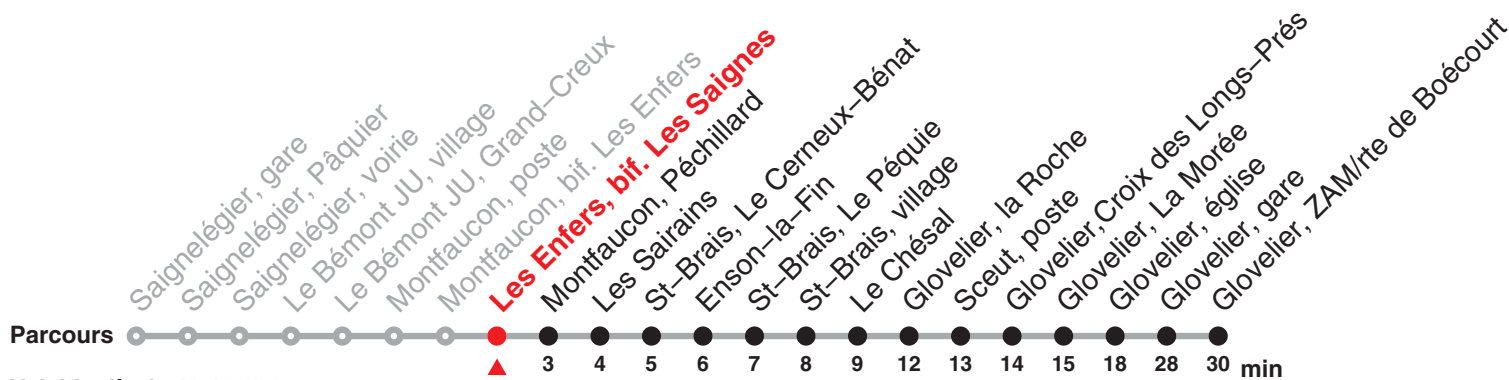 Saignelégier, gare
Saignelégier, Pâquier
Saignelégier, voirie
Le Bémont JU, village
Le Bémont JU, Grand–Creux
Montfaucon, poste
Montfaucon, bif. Les Enfers
Les Enfers, bif. Les Saignes
Montfaucon, Péchillard
Les Sairains
St–Brais, Le Cerneux–Bénat
Enson–la–Fin
St–Brais, Le Péquie
St–Brais, village
Le Chésal
Glovelier, la Roche
Sceut, poste
Glovelier, Croix des Longs–Prés
Glovelier, La Morée
Glovelier, église
Glovelier, gare
Glovelier, ZAM/rte de Boécourt
Parcours
3 4 5 6 7 8 9 12 13 14 15 18 28 30 min